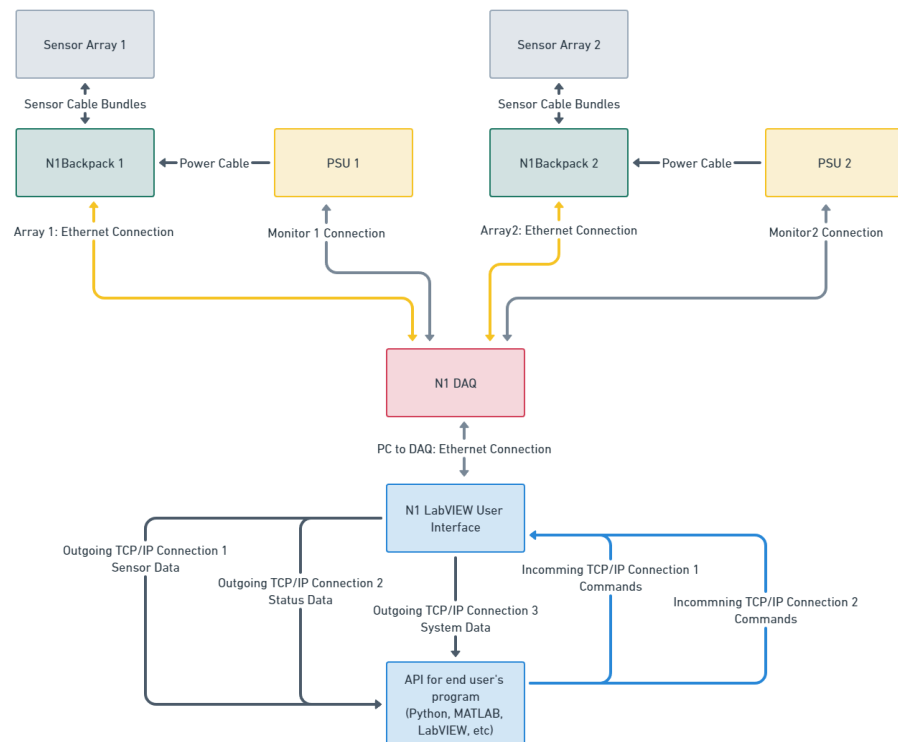 Sensor Array 1
Sensor Array 2
Sensor Cable Bundles
Sensor Cable Bundles
N1Backpack 1
Power Cable
PSU 1
N1Backpack 2
Power Cable
PSU 2
Array 1: Ethernet Connection
Monitor 1 Connection
Array2: Ethernet Connection
Monitor2 Connection
N1 DAQ
PC to DAQ: Ethernet Connection
N1 LabVIEW User
Interface
Outgoing TCP/IP Connection 1
Sensor Data
Outgoing TCP/IP Connection 2
Status Data
Outgoing TCP/IP Connection 3
System Data
Incomming TCP/IP Connection 1
Commands
Incommning TCP/IP Connection 2
Commands
API for end user's
program
(Python, MATLAB,
LabVIEW, etc)